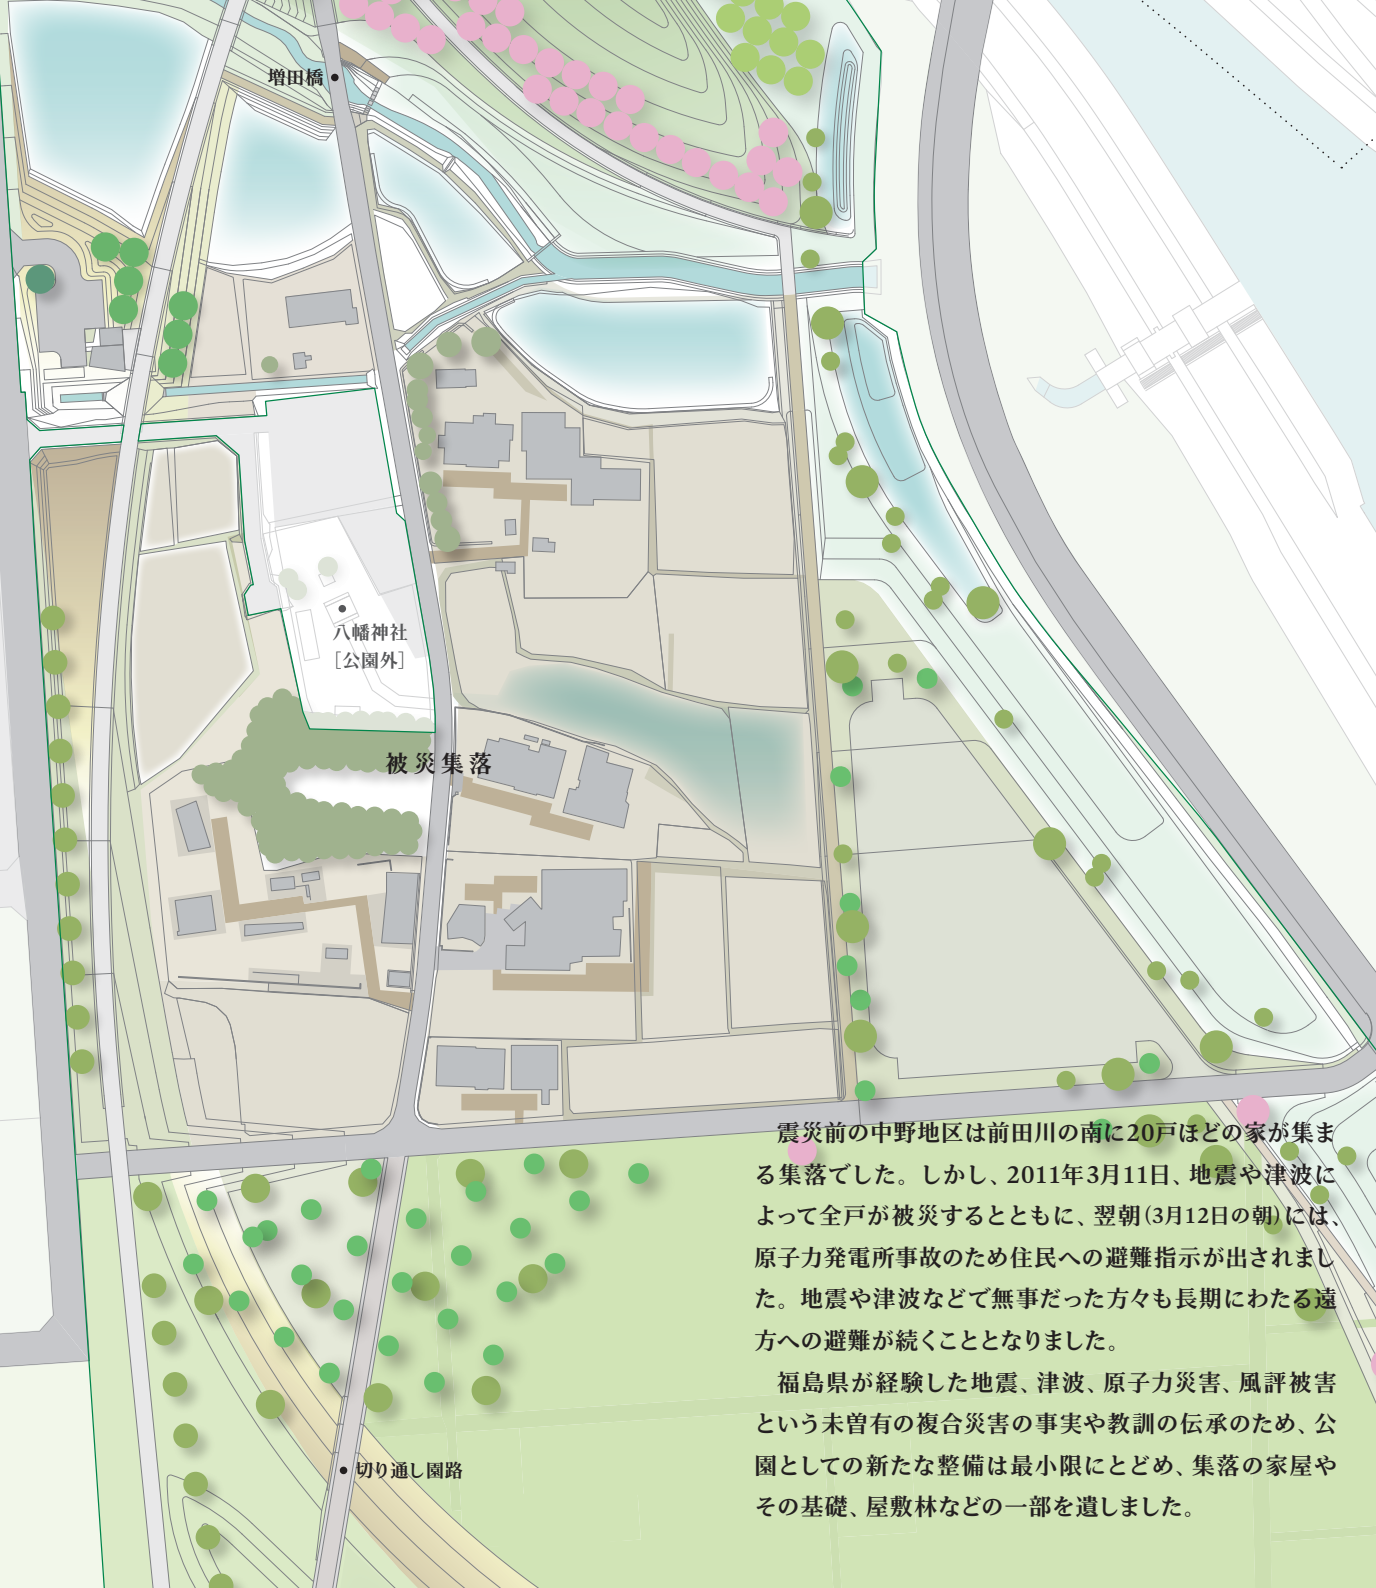 増田橋
八幡神社
［公園外］
被災集落
　震災前の中野地区は前田川の南に20戸ほどの家が集ま
る集落でした。しかし、2011年3月11日、地震や津波に
よって全戸が被災するとともに、翌朝(3月12日の朝)には、
原子力発電所事故のため住民への避難指示が出されまし
た。地震や津波などで無事だった方々も長期にわたる遠
方への避難が続くこととなりました。
　福島県が経験した地震、津波、原子力災害、風評被害
という未曽有の複合災害の事実や教訓の伝承のため、公
園としての新たな整備は最小限にとどめ、集落の家屋や
その基礎、屋敷林などの一部を遺しました。
切り通し園路